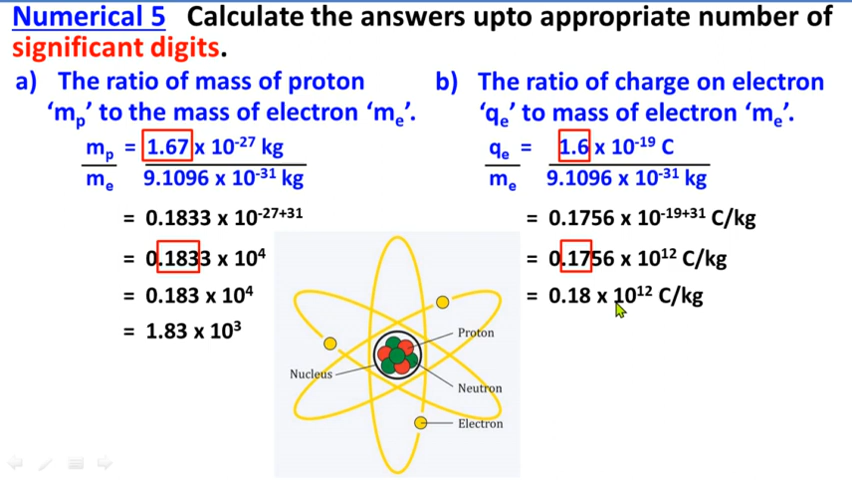 Numerical 5 Calculate the answers upto appropriate number of
significant digits.
a) The ratio of mass of proton
‘mₚ’ to the mass of electron ‘mₑ’.
mₚ = 1.67 x 10⁻²⁷ kg
mₑ 9.1096 x 10⁻³¹ kg
= 0.1833 x 10⁻²⁷⁺³¹
= 0.1833 x 10⁴
= 0.183 x 10⁴
= 1.83 x 10³
b) The ratio of charge on electron
‘qₑ’ to mass of electron ‘mₑ’.
qₑ = 1.6 x 10⁻¹⁹ C
mₑ 9.1096 x 10⁻³¹ kg
= 0.1756 x 10⁻¹⁹⁺³¹ C/kg
= 0.1756 x 10¹² C/kg
= 0.18 x 10¹² C/kg
Proton
Nucleus
Neutron
Electron